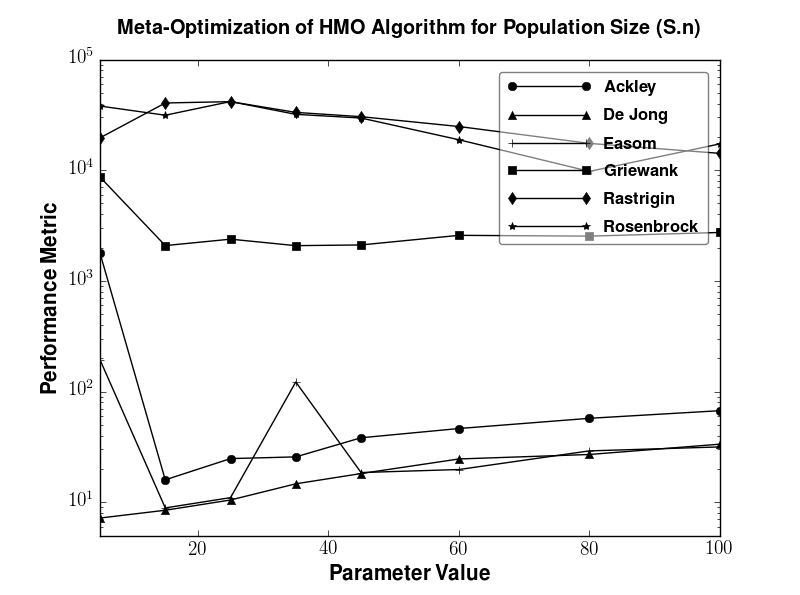 Meta-Optimization of HMO Algorithm for Population Size (S.n)
10^5
10^4
10^3
10^2
10^1
Performance Metric
Ackley
De Jong
Easom
Griewank
Rastrigin
Rosenbrock
20 40 60 80 100
Parameter Value